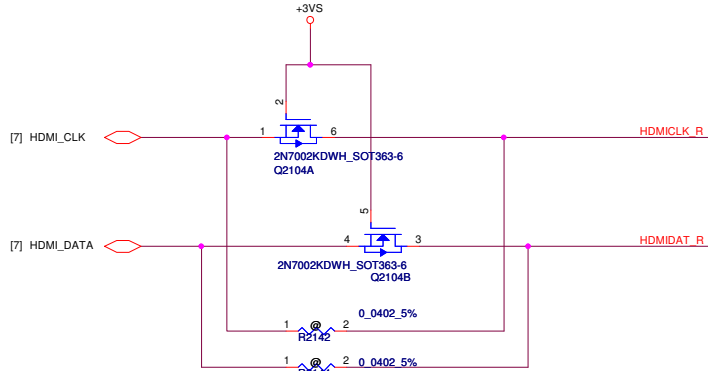 +3VS
2
[7] HDMI_CLK
1
6
HDMICLK_R
2N7002KDWH_SOT363-6
Q2104A
5
[7] HDMI_DATA
4
3
HDMIDAT_R
2N7002KDWH_SOT363-6
Q2104B
0_0402_5%
1
@
2
R2142
0_0402_5%
1
@
2